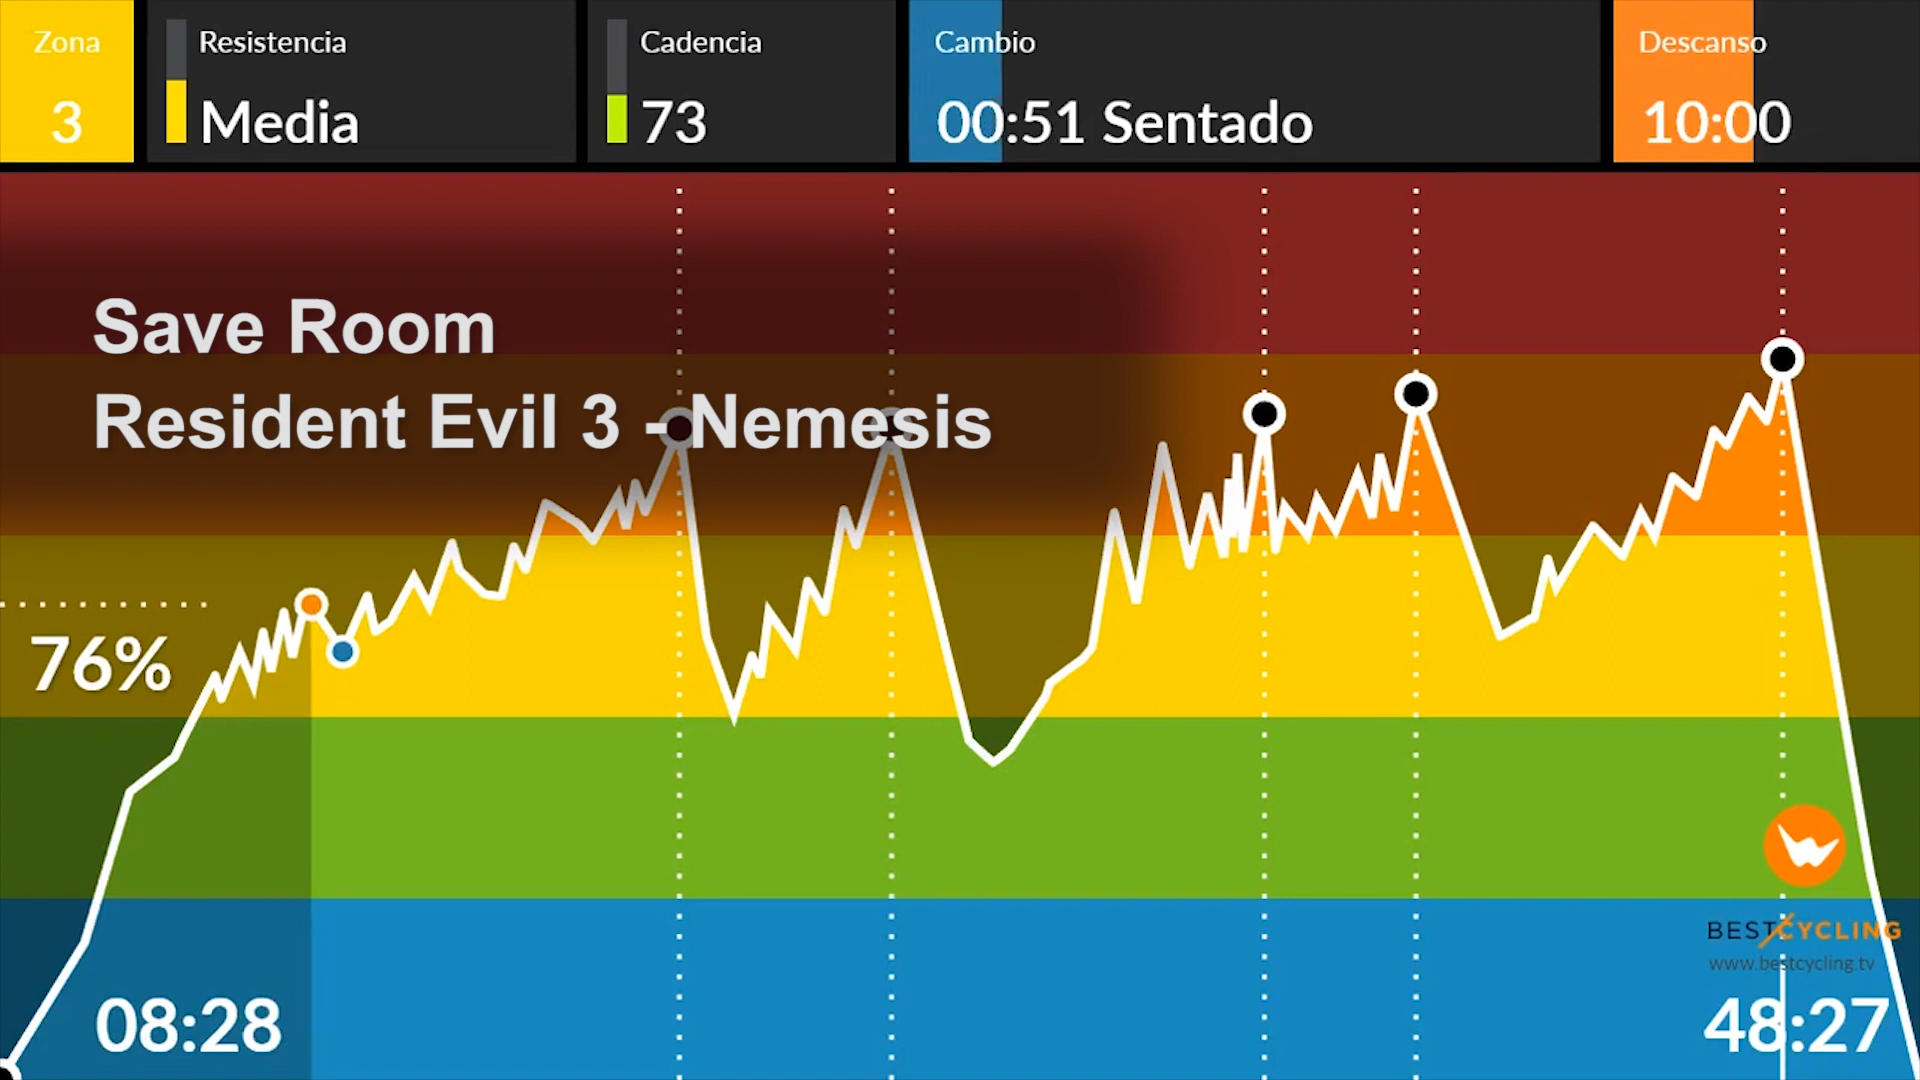 Zona
3
Resistencia
Media
Cadencia
73
Cambio
00:51 Sentado
Descanso
10:00
Save Room
Resident Evil 3 - Nemesis
76%
BESTCYCLING
www.bestcycling.tv
08:28
48:27